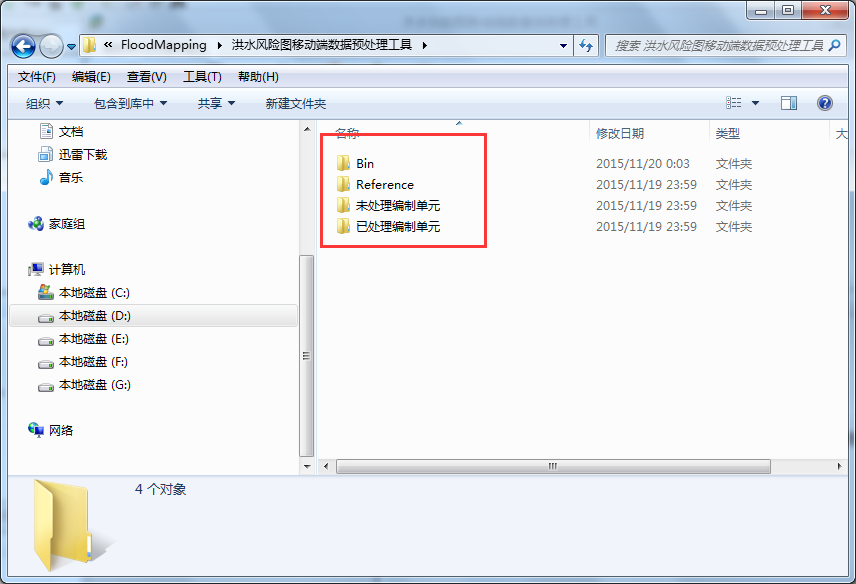 « FloodMapping ▸ 洪水风险图移动端数据预处理工具 ▸
搜索 洪水风险图移动端数据预处理工具
文件(F) 编辑(E) 查看(V) 工具(T) 帮助(H)
组织 包含到库中 共享 新建文件夹
文档
迅雷下载
音乐
家庭组
计算机
本地磁盘 (C:)
本地磁盘 (D:)
本地磁盘 (E:)
本地磁盘 (F:)
本地磁盘 (G:)
网络
名称 修改日期 类型 大
Bin 2015/11/20 0:03 文件夹
Reference 2015/11/19 23:59 文件夹
未处理编制单元 2015/11/19 23:59 文件夹
已处理编制单元 2015/11/19 23:59 文件夹
4 个对象